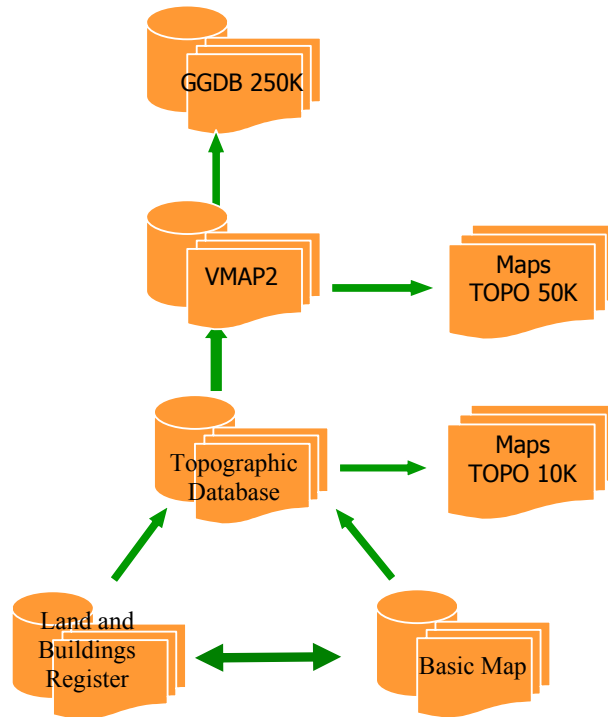 GGDB 250K
VMAP2
Maps
TOPO 50K
Topographic
Database
Maps
TOPO 10K
Land and
Buildings
Register
Basic Map